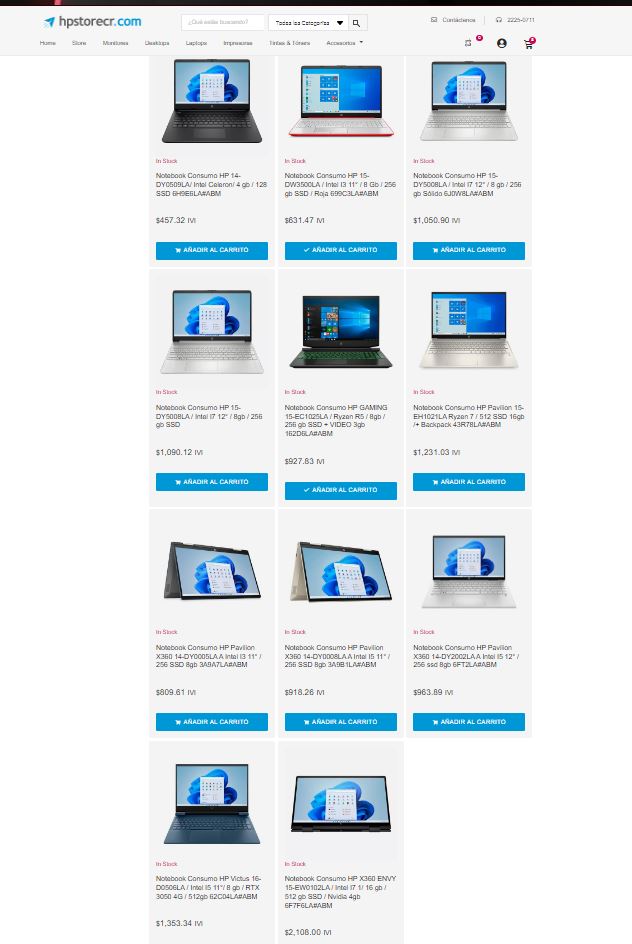 hpstorecr.com
¿Qué estás buscando?
Todas las Categorías
Contáctenos
2225-0711
Home
Store
Monitores
Desktops
Laptops
Impresoras
Tintas & Tóners
Accesorios
0
In Stock
Notebook Consumo HP 14-
DY0509LA/ Intel Celeron/ 4 gb / 128
SSD 6H9E6LA#ABM
$457.32 IVI
AÑADIR AL CARRITO
In Stock
Notebook Consumo HP 15-
DW3500LA / Intel I3 11° / 8 Gb / 256
gb SSD / Roja 699C3LA#ABM
$631.47 IVI
AÑADIR AL CARRITO
In Stock
Notebook Consumo HP 15-
DY5008LA / Intel I7 12° / 8 gb / 256
gb Sólido 6J0W8LA#ABM
$1,050.90 IVI
AÑADIR AL CARRITO
In Stock
Notebook Consumo HP 15-
DY5008LA / Intel I7 12° / 8gb / 256
gb SSD
$1,090.12 IVI
AÑADIR AL CARRITO
In Stock
Notebook Consumo HP GAMING
15-EC1025LA / Ryzen R5 / 8gb /
256 gb SSD + VIDEO 3gb
162D6LA#ABM
$927.83 IVI
AÑADIR AL CARRITO
In Stock
Notebook Consumo HP Pavilion 15-
EH1021LA Ryzen 7 / 512 SSD 16gb
/+ Backpack 43R78LA#ABM
$1,231.03 IVI
AÑADIR AL CARRITO
In Stock
Notebook Consumo HP Pavilion
X360 14-DY0005LA A Intel I3 11° /
256 SSD 8gb 3A9A7LA#ABM
$809.61 IVI
AÑADIR AL CARRITO
In Stock
Notebook Consumo HP Pavilion
X360 14-DY0008LA A Intel I5 11° /
256 SSD 8gb 3A9B1LA#ABM
$918.26 IVI
AÑADIR AL CARRITO
In Stock
Notebook Consumo HP Pavilion
X360 14-DY2002LA A Intel I5 12° /
256 ssd 8gb 6FT2LA#ABM
$963.89 IVI
AÑADIR AL CARRITO
In Stock
Notebook Consumo HP Victus 16-
D0506LA / Intel I5 11°/ 8 gb / RTX
3050 4G / 512gb 62C04LA#ABM
$1,353.34 IVI
In Stock
Notebook Consumo HP X360 ENVY
15-EW0102LA / Intel I7 1/ 16 gb /
512 gb SSD / Nvidia 4gb
6F7F6LA#ABM
$2,108.00 IVI